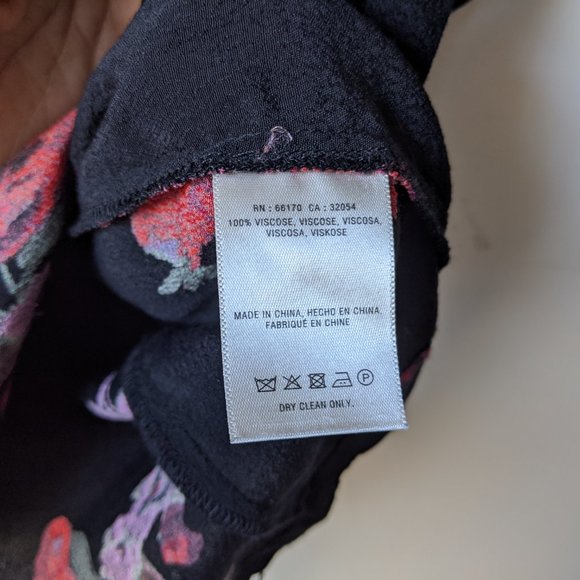 RN : 66170 CA : 32054
100% VISCOSE, VISCOSE, VISCOSA,
VISCOSA, VISKOSE
MADE IN CHINA, HECHO EN CHINA,
FABRIQUÉ EN CHINE
P
DRY CLEAN ONLY.